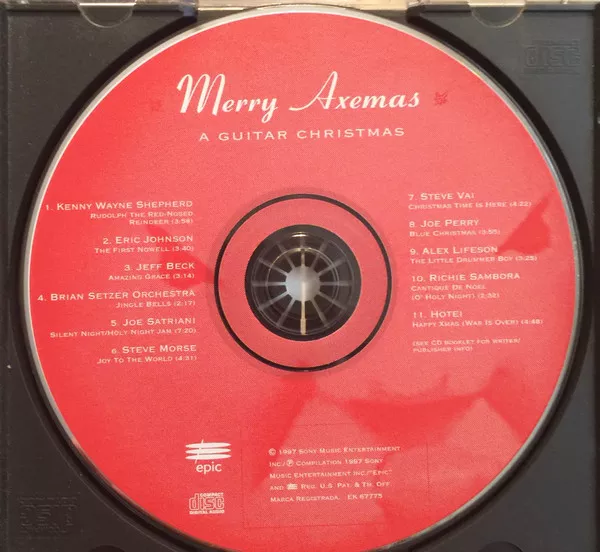 Merry Axemas
A GUITAR CHRISTMAS
1. KENNY WAYNE SHEPHERD
RUDOLPH THE RED-NOSED
REINDEER (3:58)
2. ERIC JOHNSON
THE FIRST NOWELL (3:40)
3. JEFF BECK
AMAZING GRACE (3:14)
4. BRIAN SETZER ORCHESTRA
JINGLE BELLS (2:17)
5. JOE SATRIANI
SILENT NIGHT/HOLY NIGHT JAM (7:20)
6. STEVE MORSE
JOY TO THE WORLD (4:31)
7. STEVE VAI
CHRISTMAS TIME IS HERE (4:22)
8. JOE PERRY
BLUE CHRISTMAS (3:55)
9. ALEX LIFESON
THE LITTLE DRUMMER BOY (3:25)
10. RICHIE SAMBORA
CANTIQUE DE NOEL
(O' HOLY NIGHT) (2:32)
11. HOTEI
HAPPY XMAS (WAR IS OVER) (4:48)
(SEE CD BOOKLET FOR WRITER/
PUBLISHER INFO)
epic
COMPACT
disc
DIGITAL AUDIO
© 1997 SONY MUSIC ENTERTAINMENT
INC./℗ COMPILATION 1997 SONY
MUSIC ENTERTAINMENT INC./"EPIC"
AND REG. U.S. PAT. & TM. OFF.
MARCA REGISTRADA. EK 67775
disc